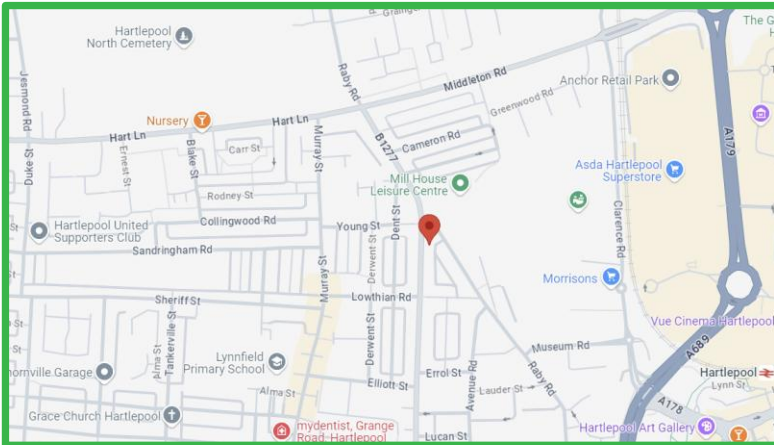 Grainge
The G
H
Hartlepool
North Cemetery
Raby Rd
Middleton Rd
Anchor Retail Park
Jesmond Rd
Greenwood Rd
Nursery
Hart Ln
Hart Ln
Murray St
B1277
Cameron Rd
A179
Duke St
Ernest St
Blake St
Carr St
Mill House
Leisure Centre
Asda Hartlepool
Superstore
Rodney St
Clarence Rd
Hartlepool United
Supporters Club
Collingwood Rd
Young St
Dent St
Sandringham Rd
Derwent St
Murray St
Morrisons
Sheriff St
Lowthian Rd
Tankerville St
Vue Cinema Hartlepool
Museum Rd
A689
Alma St
Lynnfield
Primary School
Derwent St
Errol St
Avenue Rd
Raby Rd
Hartlepool
Lynn St
ornville Garage
Alma St
Elliott St
Lauder St
A178
Grace Church Hartlepool
mydentist, Grange
Road, Hartlepool
Lucan St
Hartlepool Art Gallery